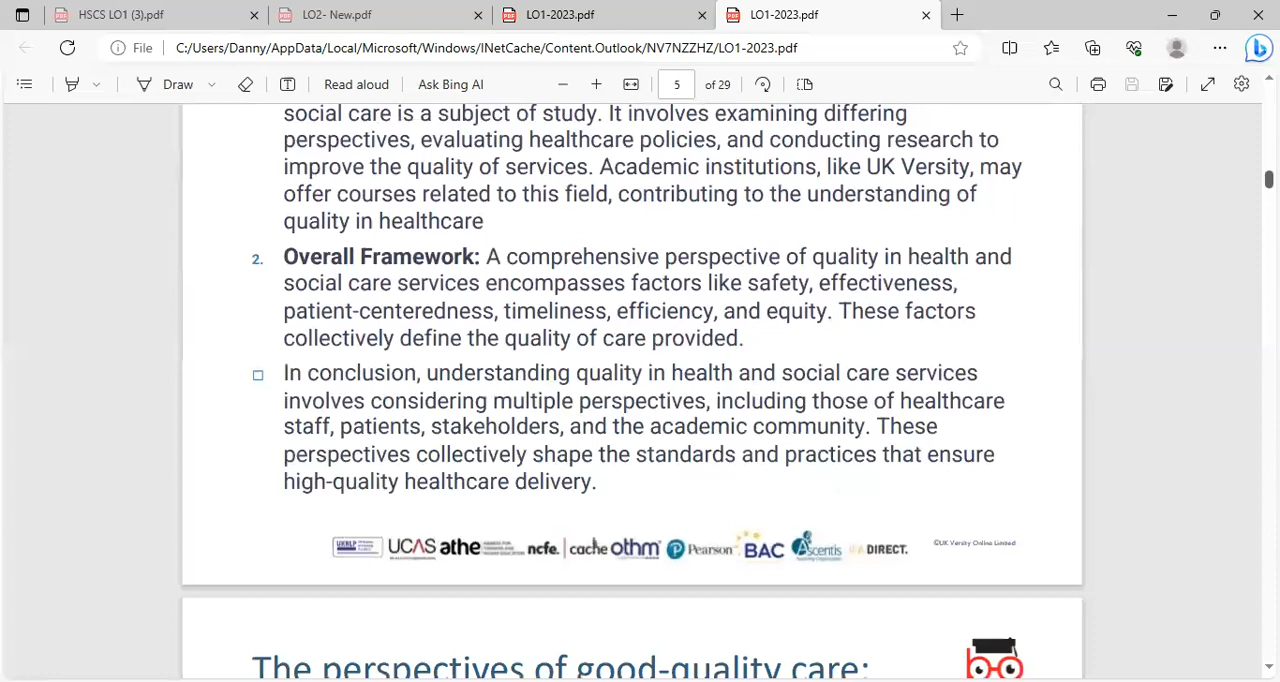 HSCS LO1 (3).pdf
LO2- New.pdf
LO1-2023.pdf
LO1-2023.pdf
File
C:/Users/Danny/AppData/Local/Microsoft/Windows/INetCache/Content.Outlook/NV7NZZHZ/LO1-2023.pdf
Draw
Read aloud
Ask Bing AI
5
of 29
social care is a subject of study. It involves examining differing
perspectives, evaluating healthcare policies, and conducting research to
improve the quality of services. Academic institutions, like UK Versity, may
offer courses related to this field, contributing to the understanding of
quality in healthcare
2. Overall Framework: A comprehensive perspective of quality in health and
social care services encompasses factors like safety, effectiveness,
patient-centeredness, timeliness, efficiency, and equity. These factors
collectively define the quality of care provided.
In conclusion, understanding quality in health and social care services
involves considering multiple perspectives, including those of healthcare
staff, patients, stakeholders, and the academic community. These
perspectives collectively shape the standards and practices that ensure
high-quality healthcare delivery.
UKRLP UCAS athe ncfe. cache othm Pearson BAC Ascentis DIRECT.
©UK Versity Online Limited
The perspectives of good-quality care: